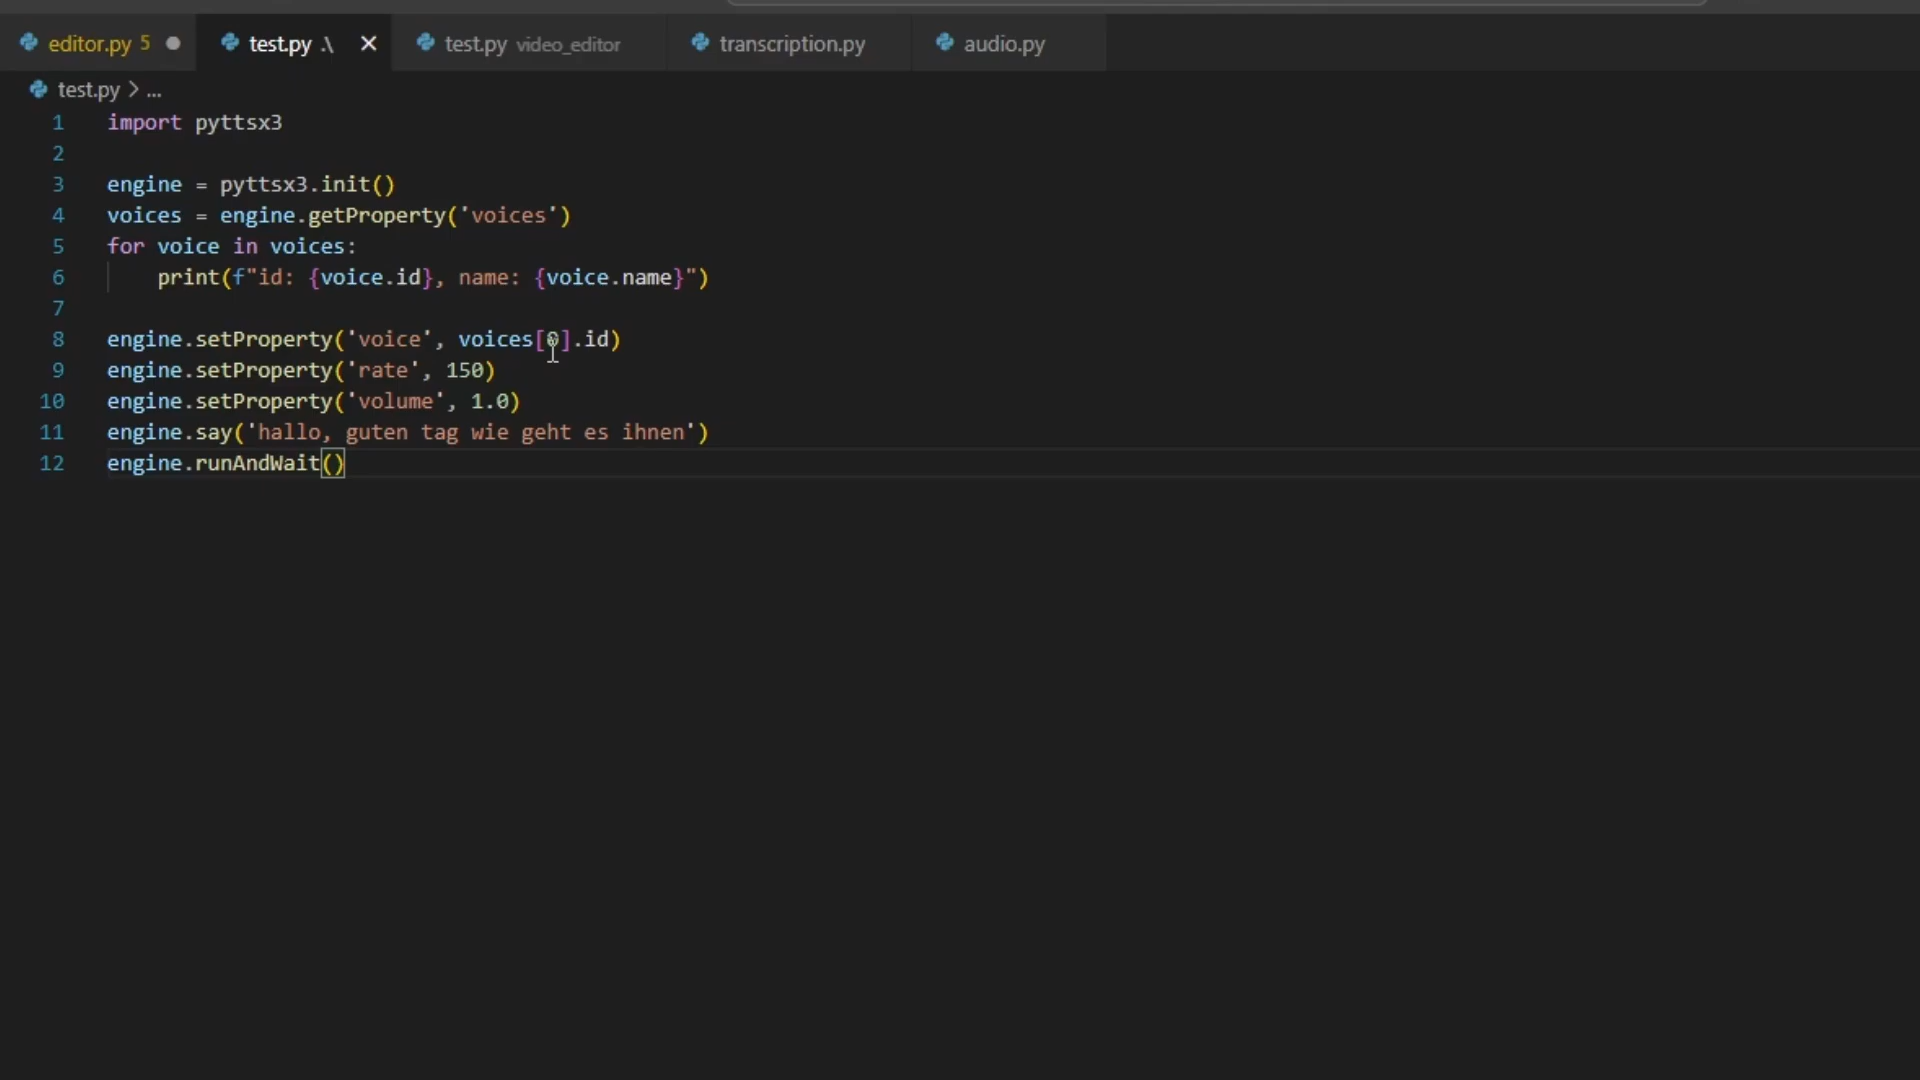 editor.py 5 test.py .\ test.py video_editor transcription.py audio.py
test.py > ...
1 import pyttsx3
2
3 engine = pyttsx3.init()
4 voices = engine.getProperty('voices')
5 for voice in voices:
6     print(f"id: {voice.id}, name: {voice.name}")
7
8 engine.setProperty('voice', voices[0].id)
9 engine.setProperty('rate', 150)
10 engine.setProperty('volume', 1.0)
11 engine.say('hallo, guten tag wie geht es ihnen')
12 engine.runAndWait()